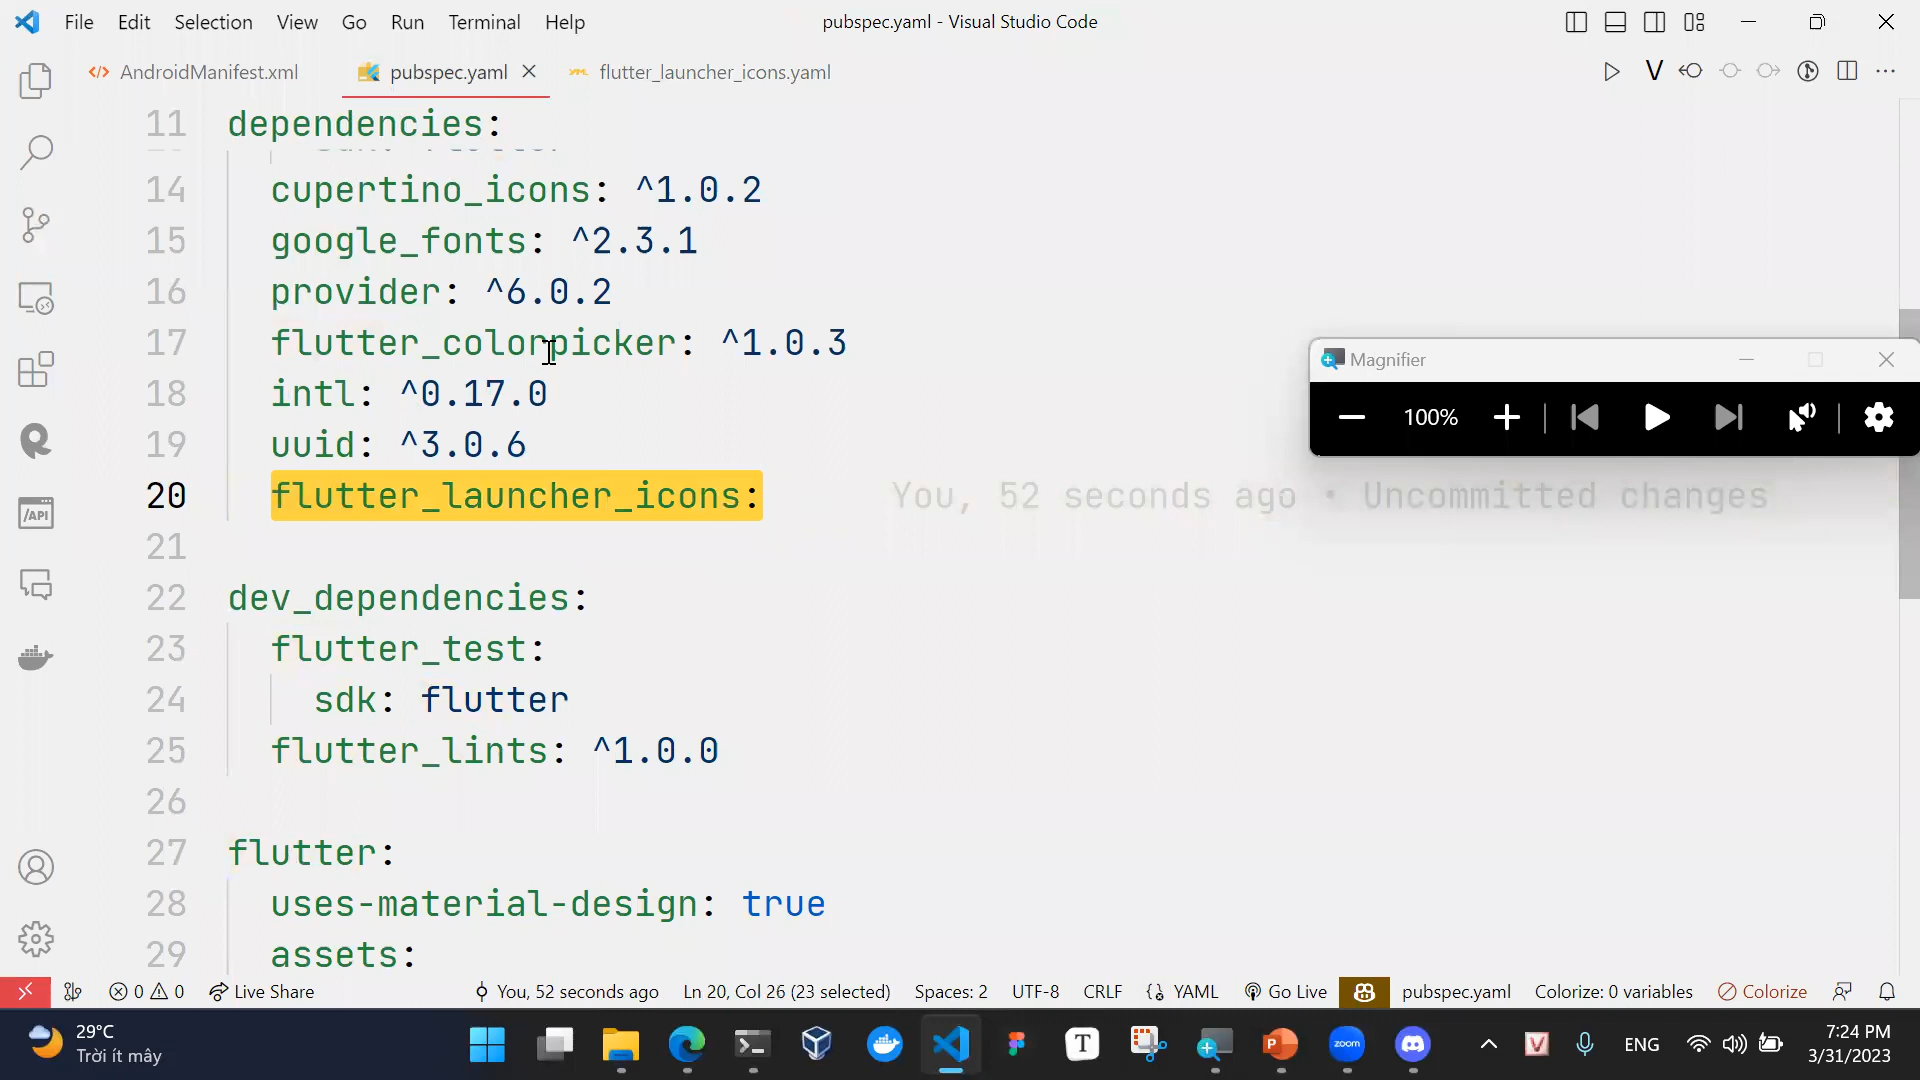 File Edit Selection View Go Run Terminal Help
pubspec.yaml - Visual Studio Code
AndroidManifest.xml pubspec.yaml flutter_launcher_icons.yaml
V
11 dependencies:
14 cupertino_icons: ^1.0.2
15 google_fonts: ^2.3.1
16 provider: ^6.0.2
17 flutter_colorpicker: ^1.0.3
18 intl: ^0.17.0
19 uuid: ^3.0.6
20 flutter_launcher_icons: You, 52 seconds ago • Uncommitted changes
21
22 dev_dependencies:
23 flutter_test:
24 sdk: flutter
25 flutter_lints: ^1.0.0
26
27 flutter:
28 uses-material-design: true
29 assets:
Magnifier
100%
/API
0 0 Live Share You, 52 seconds ago Ln 20, Col 26 (23 selected) Spaces: 2 UTF-8 CRLF {} YAML Go Live pubspec.yaml Colorize: 0 variables Colorize
29°C
Trời ít mây
T
zoom
V
ENG
7:24 PM
3/31/2023